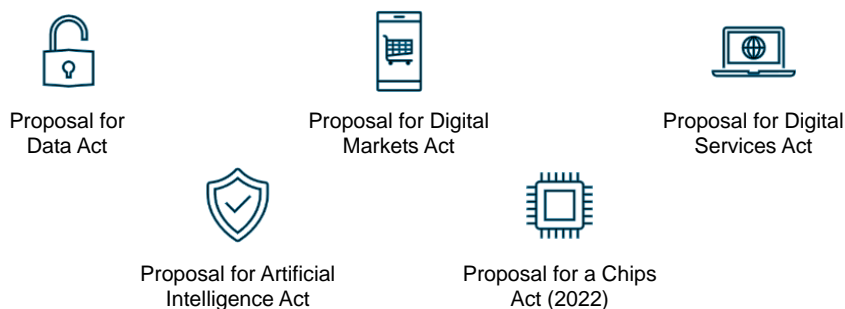 Proposal for
Data Act
Proposal for Digital
Markets Act
Proposal for Digital
Services Act
Proposal for Artificial
Intelligence Act
Proposal for a Chips
Act (2022)